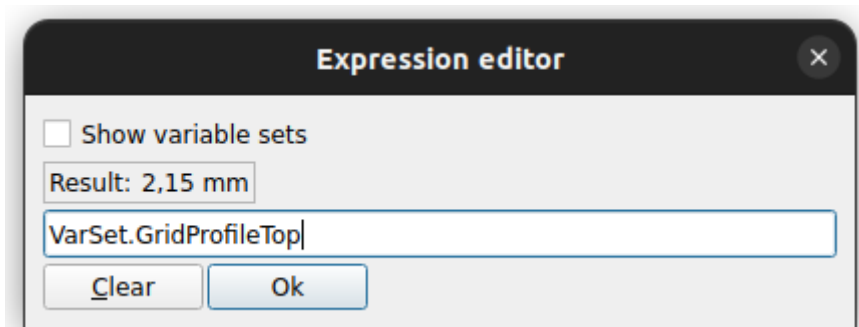 Expression editor
Show variable sets
Result: 2,15 mm
VarSet.GridProfileTop
Clear Ok